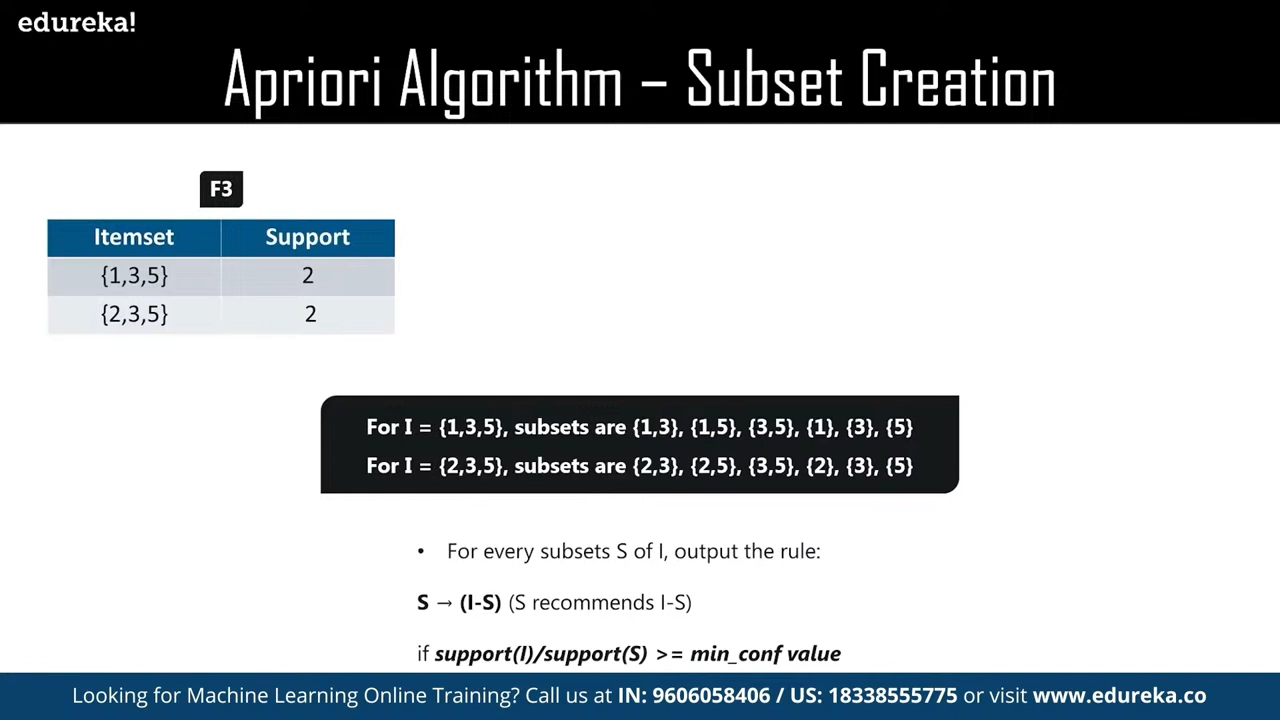 edureka!
Apriori Algorithm – Subset Creation
F3
Itemset Support
{1,3,5} 2
{2,3,5} 2
For I = {1,3,5}, subsets are {1,3}, {1,5}, {3,5}, {1}, {3}, {5}
For I = {2,3,5}, subsets are {2,3}, {2,5}, {3,5}, {2}, {3}, {5}
• For every subsets S of I, output the rule:
S → (I-S) (S recommends I-S)
if support(I)/support(S) >= min_conf value
Looking for Machine Learning Online Training? Call us at IN: 9606058406 / US: 18338555775 or visit www.edureka.co